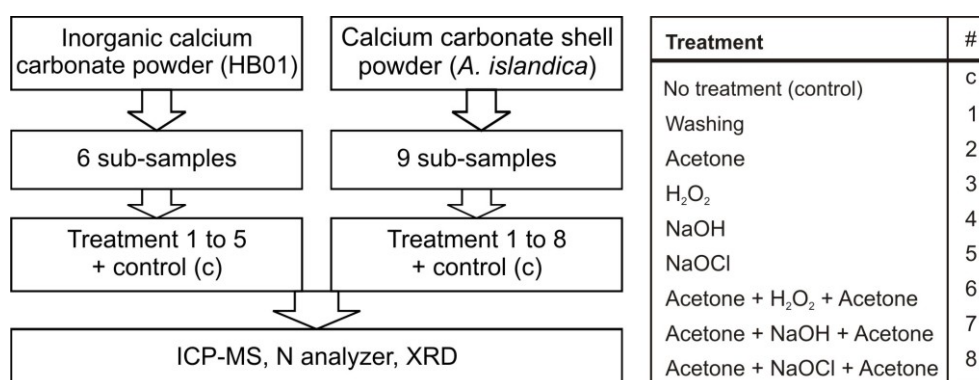 Inorganic calcium
carbonate powder (HB01)
Calcium carbonate shell
powder (A. islandica)
6 sub-samples
9 sub-samples
Treatment 1 to 5
+ control (c)
Treatment 1 to 8
+ control (c)
ICP-MS, N analyzer, XRD
Treatment #
No treatment (control) c
Washing 1
Acetone 2
H₂O₂ 3
NaOH 4
NaOCl 5
Acetone + H₂O₂ + Acetone 6
Acetone + NaOH + Acetone 7
Acetone + NaOCl + Acetone 8